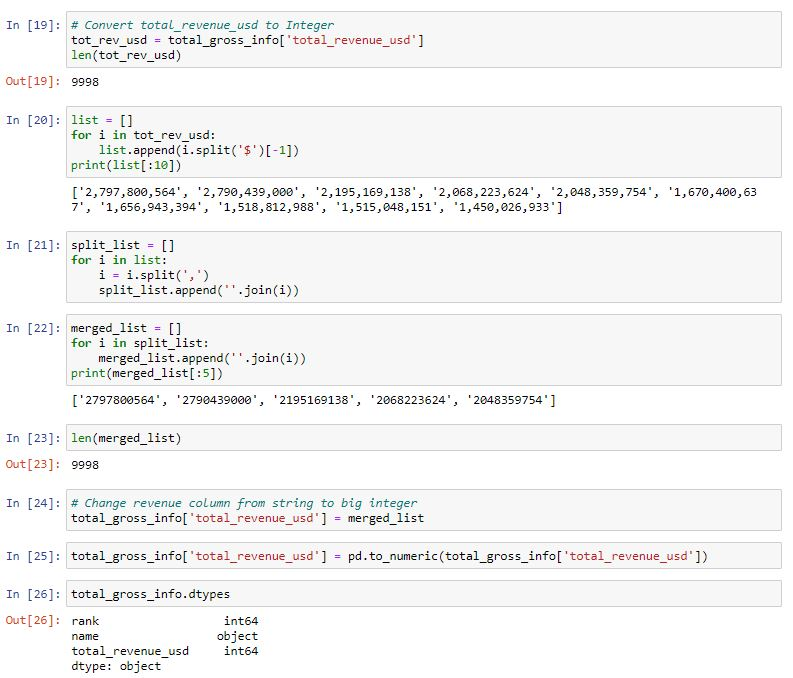 In [19]: # Convert total_revenue_usd to Integer
tot_rev_usd = total_gross_info['total_revenue_usd']
len(tot_rev_usd)
Out[19]: 9998
In [20]: list = []
for i in tot_rev_usd:
    list.append(i.split('$')[-1])
print(list[:10])
['2,797,800,564', '2,790,439,000', '2,195,169,138', '2,068,223,624', '2,048,359,754', '1,670,400,63
7', '1,656,943,394', '1,518,812,988', '1,515,048,151', '1,450,026,933']
In [21]: split_list = []
for i in list:
    i = i.split(',')
    split_list.append(''.join(i))
In [22]: merged_list = []
for i in split_list:
    merged_list.append(''.join(i))
print(merged_list[:5])
['2797800564', '2790439000', '2195169138', '2068223624', '2048359754']
In [23]: len(merged_list)
Out[23]: 9998
In [24]: # Change revenue column from string to big integer
total_gross_info['total_revenue_usd'] = merged_list
In [25]: total_gross_info['total_revenue_usd'] = pd.to_numeric(total_gross_info['total_revenue_usd'])
In [26]: total_gross_info.dtypes
Out[26]: rank int64
name object
total_revenue_usd int64
dtype: object